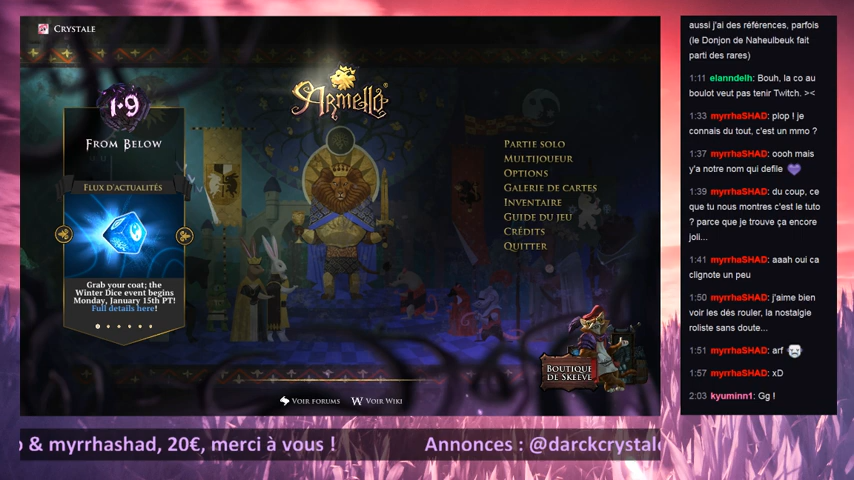 Crystale
1·9
From Below
Flux d'actualités
Grab your coat; the
Winter Dice event begins
Monday, January 15th PT!
Full details here!
Armello
Partie solo
Multijoueur
Options
Galerie de cartes
Inventaire
Guide du jeu
Crédits
Quitter
Boutique
de Skeeve
Voir forums
W Voir Wiki
& myrrhashad, 20€, merci à vous !
Annonces : @darckcrystale
aussi j'ai des références, parfois
(le Donjon de Naheulbeuk fait
parti des rares)
1:11 elanndelh: Bouh, la co au
boulot veut pas tenir Twitch. ><
1:33 myrrhaSHAD: plop ! je
connais du tout, c'est un mmo ?
1:37 myrrhaSHAD: oooh mais
y'a notre nom qui defile
1:39 myrrhaSHAD: du coup, ce
que tu nous montres c'est le tuto
? parce que je trouve ça encore
joli...
1:41 myrrhaSHAD: aaah oui ca
clignote un peu
1:50 myrrhaSHAD: j'aime bien
voir les dés rouler, la nostalgie
roliste sans doute...
1:51 myrrhaSHAD: arf
1:57 myrrhaSHAD: xD
2:03 kyuminn1: Gg !